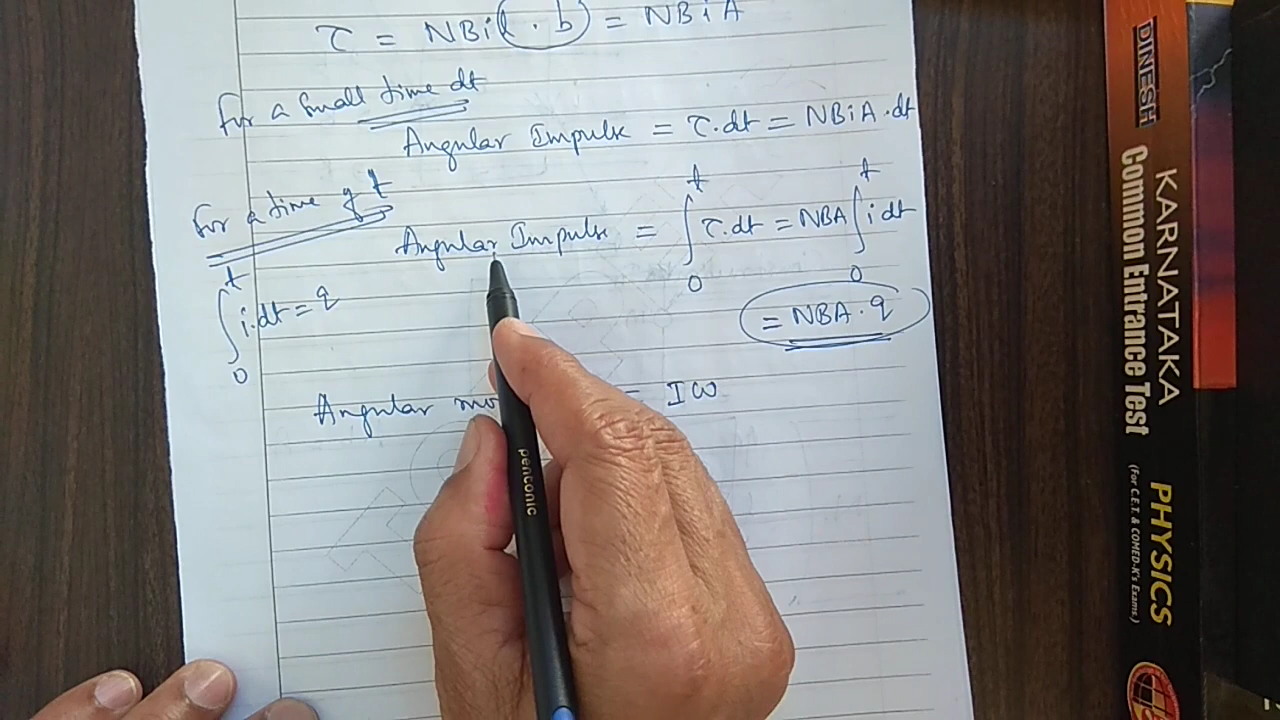 τ = NBi(l · b) = NBiA
for a small time dt
Angular Impulse = τ.dt = NBiA.dt
for a time of t
Angular Impulse = ∫₀ᵗ τ.dt = NBA ∫₀ᵗ i dt
∫₀ᵗ i.dt = q
= NBA · q
Angular = Iω
penconic
DINESH
KARNATAKA
Common Entrance Test
(For C.E.T. & COMED-K's Exams.)
PHYSICS